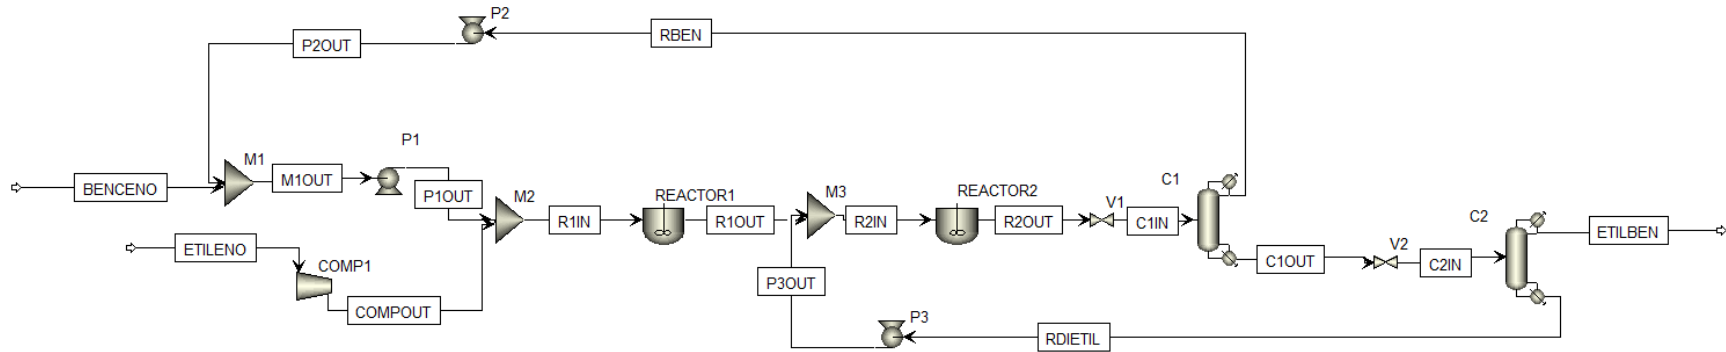 P2
RBEN
P2OUT
P1
M1
BENCENO
M1OUT
P1OUT
M2
R1IN
REACTOR1
R1OUT
M3
R2IN
REACTOR2
R2OUT
V1
C1IN
C1
C1OUT
V2
C2IN
C2
ETILBEN
ETILENO
COMP1
COMPOUT
P3OUT
P3
RDIETIL